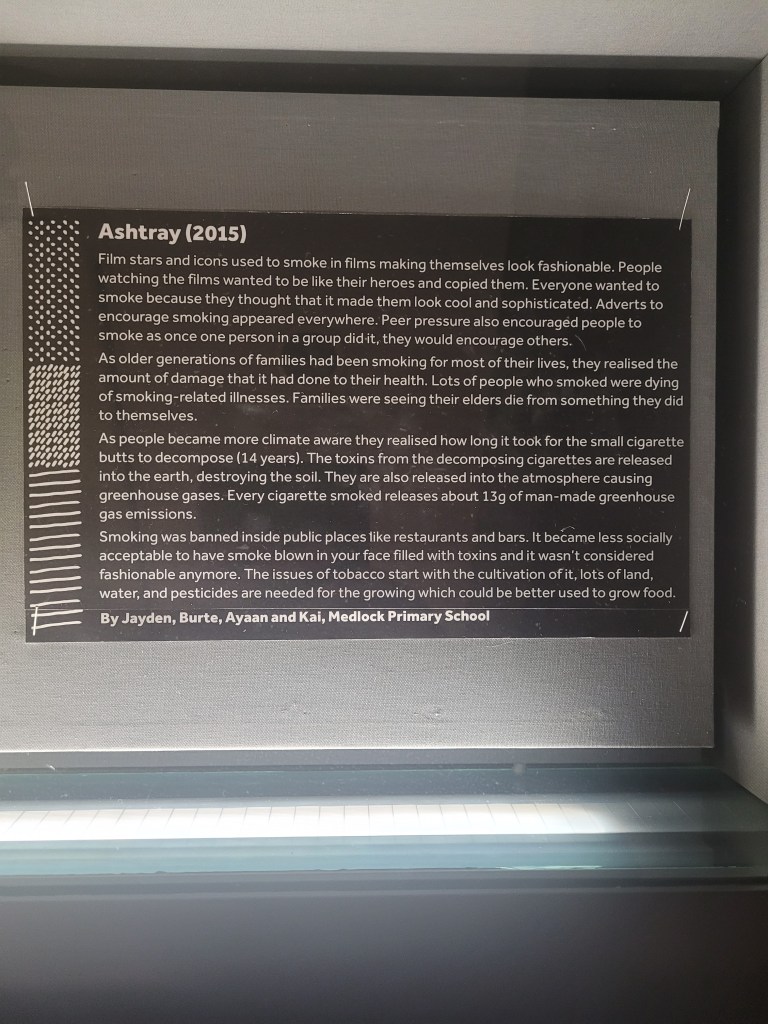 Ashtray (2015)
Film stars and icons used to smoke in films making themselves look fashionable. People
watching the films wanted to be like their heroes and copied them. Everyone wanted to
smoke because they thought that it made them look cool and sophisticated. Adverts to
encourage smoking appeared everywhere. Peer pressure also encouraged people to
smoke as once one person in a group did it, they would encourage others.
As older generations of families had been smoking for most of their lives, they realised the
amount of damage that it had done to their health. Lots of people who smoked were dying
of smoking-related illnesses. Families were seeing their elders die from something they did
to themselves.
As people became more climate aware they realised how long it took for the small cigarette
butts to decompose (14 years). The toxins from the decomposing cigarettes are released
into the earth, destroying the soil. They are also released into the atmosphere causing
greenhouse gases. Every cigarette smoked releases about 13g of man-made greenhouse
gas emissions.
Smoking was banned inside public places like restaurants and bars. It became less socially
acceptable to have smoke blown in your face filled with toxins and it wasn't considered
fashionable anymore. The issues of tobacco start with the cultivation of it, lots of land,
water, and pesticides are needed for the growing which could be better used to grow food.
By Jayden, Burte, Ayaan and Kai, Medlock Primary School